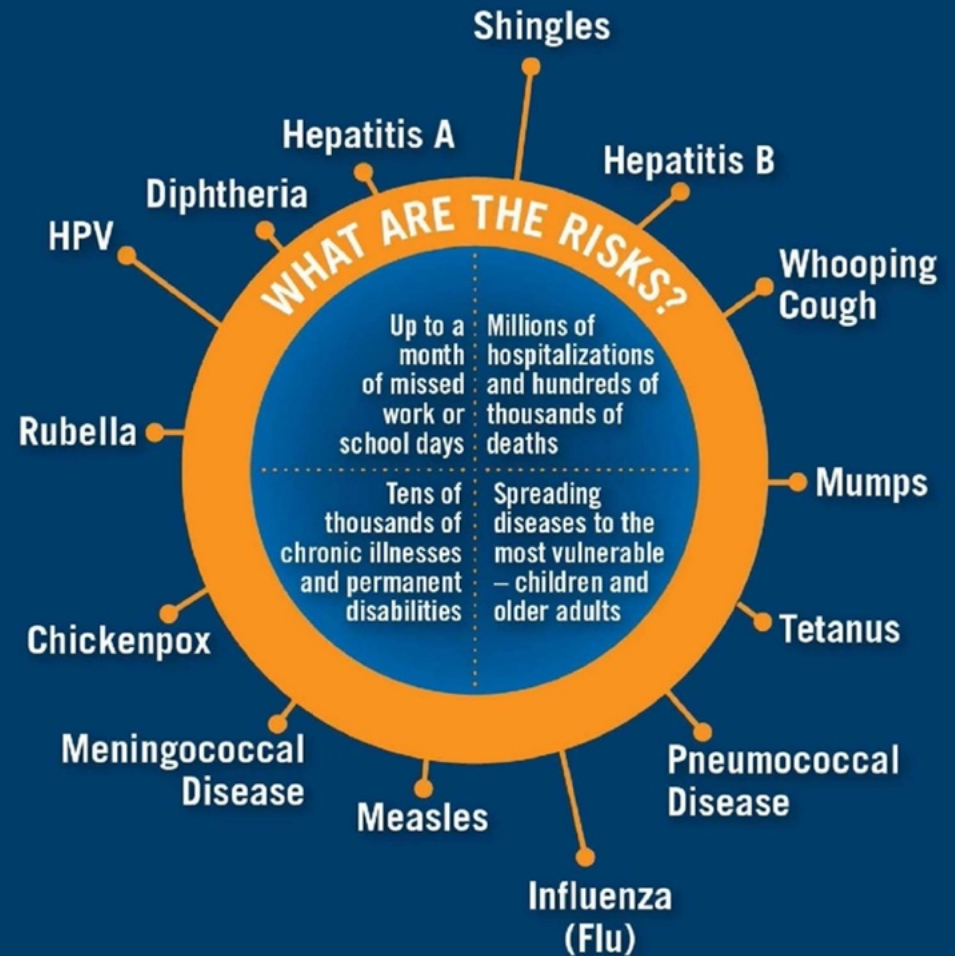 Shingles
Hepatitis A
Hepatitis B
Diphtheria
HPV
Whooping
Cough
WHAT ARE THE RISKS?
Up to a
month
of missed
work or
school days
Millions of
hospitalizations
and hundreds of
thousands of
deaths
Tens of
thousands of
chronic illnesses
and permanent
disabilities
Spreading
diseases to the
most vulnerable
– children and
older adults
Rubella
Mumps
Chickenpox
Tetanus
Meningococcal
Disease
Pneumococcal
Disease
Measles
Influenza
(Flu)